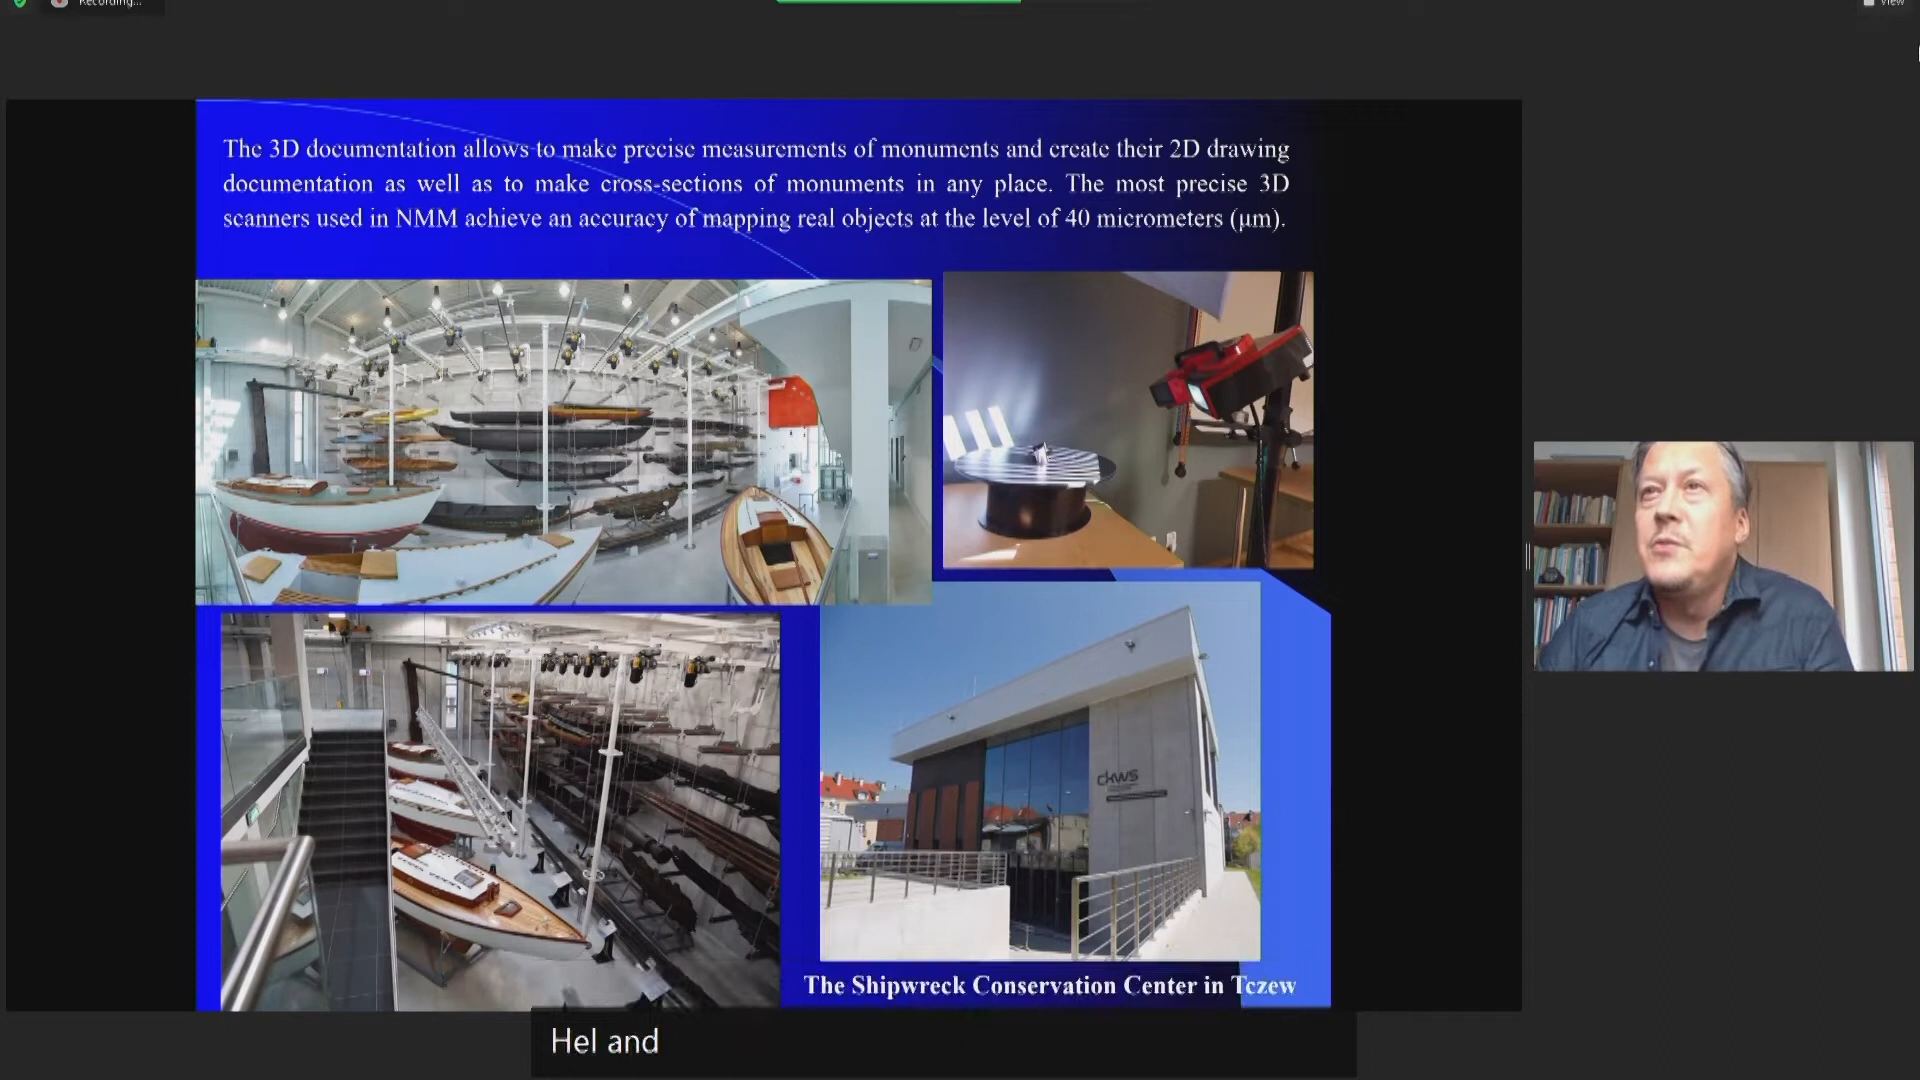 Recording...
View
The 3D documentation allows to make precise measurements of monuments and create their 2D drawing
documentation as well as to make cross-sections of monuments in any place. The most precise 3D
scanners used in NMM achieve an accuracy of mapping real objects at the level of 40 micrometers (μm).
ckws
The Shipwreck Conservation Center in Tczew
Hel and